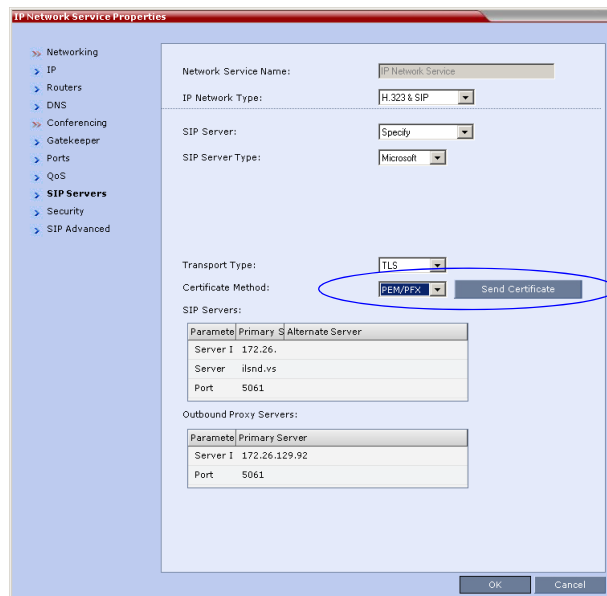 IP Network Service Properties
Networking
IP
Routers
DNS
Conferencing
Gatekeeper
Ports
QoS
SIP Servers
Security
SIP Advanced
Network Service Name: IP Network Service
IP Network Type: H.323 & SIP
SIP Server: Specify
SIP Server Type: Microsoft
Transport Type: TLS
Certificate Method: PEM/PFX Send Certificate
SIP Servers:
Paramete Primary S Alternate Server
Server I 172.26.
Server ilsnd.vs
Port 5061
Outbound Proxy Servers:
Paramete Primary Server
Server I 172.26.129.92
Port 5061
OK Cancel